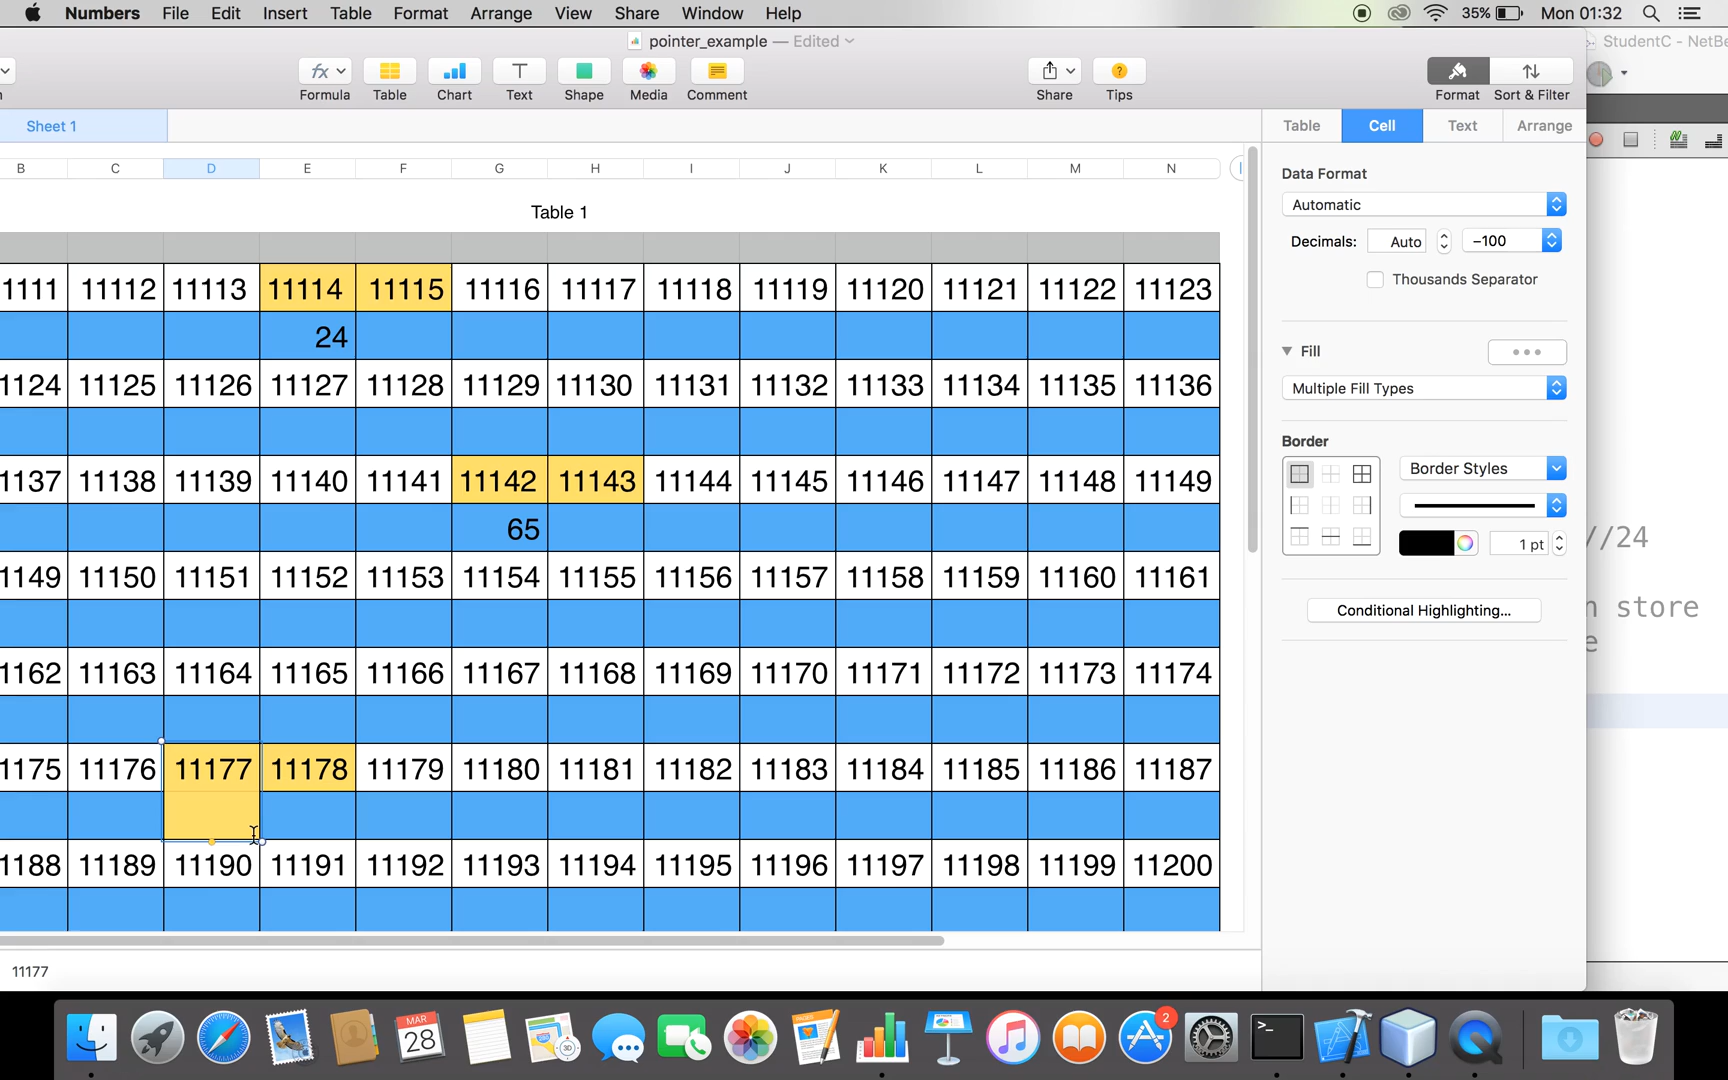 Numbers File Edit Insert Table Format Arrange View Share Window Help 35% Mon 01:32
pointer_example — Edited
StudentC - NetBe
Formula Table Chart Text Shape Media Comment Share Tips Format Sort & Filter
Sheet 1
Table Cell Text Arrange
B C D E F G H I J K L M N
Table 1
1111 11112 11113 11114 11115 11116 11117 11118 11119 11120 11121 11122 11123
24
1124 11125 11126 11127 11128 11129 11130 11131 11132 11133 11134 11135 11136
1137 11138 11139 11140 11141 11142 11143 11144 11145 11146 11147 11148 11149
65
1149 11150 11151 11152 11153 11154 11155 11156 11157 11158 11159 11160 11161
1162 11163 11164 11165 11166 11167 11168 11169 11170 11171 11172 11173 11174
1175 11176 11177 11178 11179 11180 11181 11182 11183 11184 11185 11186 11187
1188 11189 11190 11191 11192 11193 11194 11195 11196 11197 11198 11199 11200
11177
Data Format
Automatic
Decimals: Auto −100
Thousands Separator
Fill
Multiple Fill Types
Border
Border Styles
1 pt
Conditional Highlighting...
//24
n store
e
MAR
28
3D
2
>_